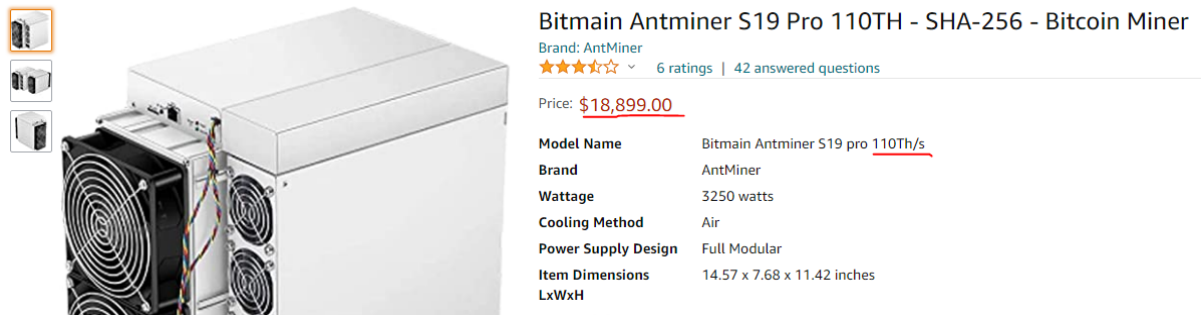 Bitmain Antminer S19 Pro 110TH - SHA-256 - Bitcoin Miner
Brand: AntMiner
6 ratings | 42 answered questions
Price: $18,899.00
Model Name Bitmain Antminer S19 pro 110Th/s
Brand AntMiner
Wattage 3250 watts
Cooling Method Air
Power Supply Design Full Modular
Item Dimensions 14.57 x 7.68 x 11.42 inches
LxWxH